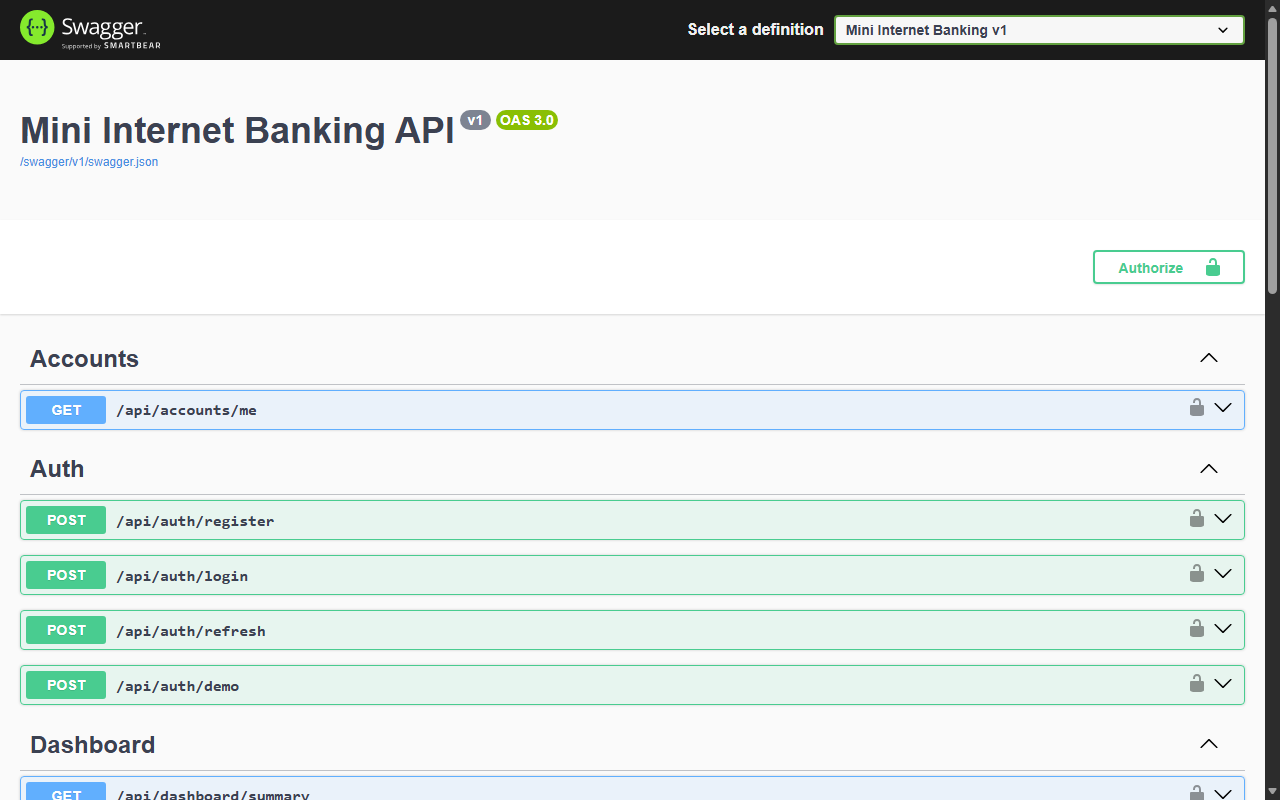 Swagger
Supported by SMARTBEAR
Select a definition
Mini Internet Banking v1
Mini Internet Banking API v1 OAS 3.0
/swagger/v1/swagger.json
Authorize
Accounts
GET /api/accounts/me
Auth
POST /api/auth/register
POST /api/auth/login
POST /api/auth/refresh
POST /api/auth/demo
Dashboard
GET /api/dashboard/summary